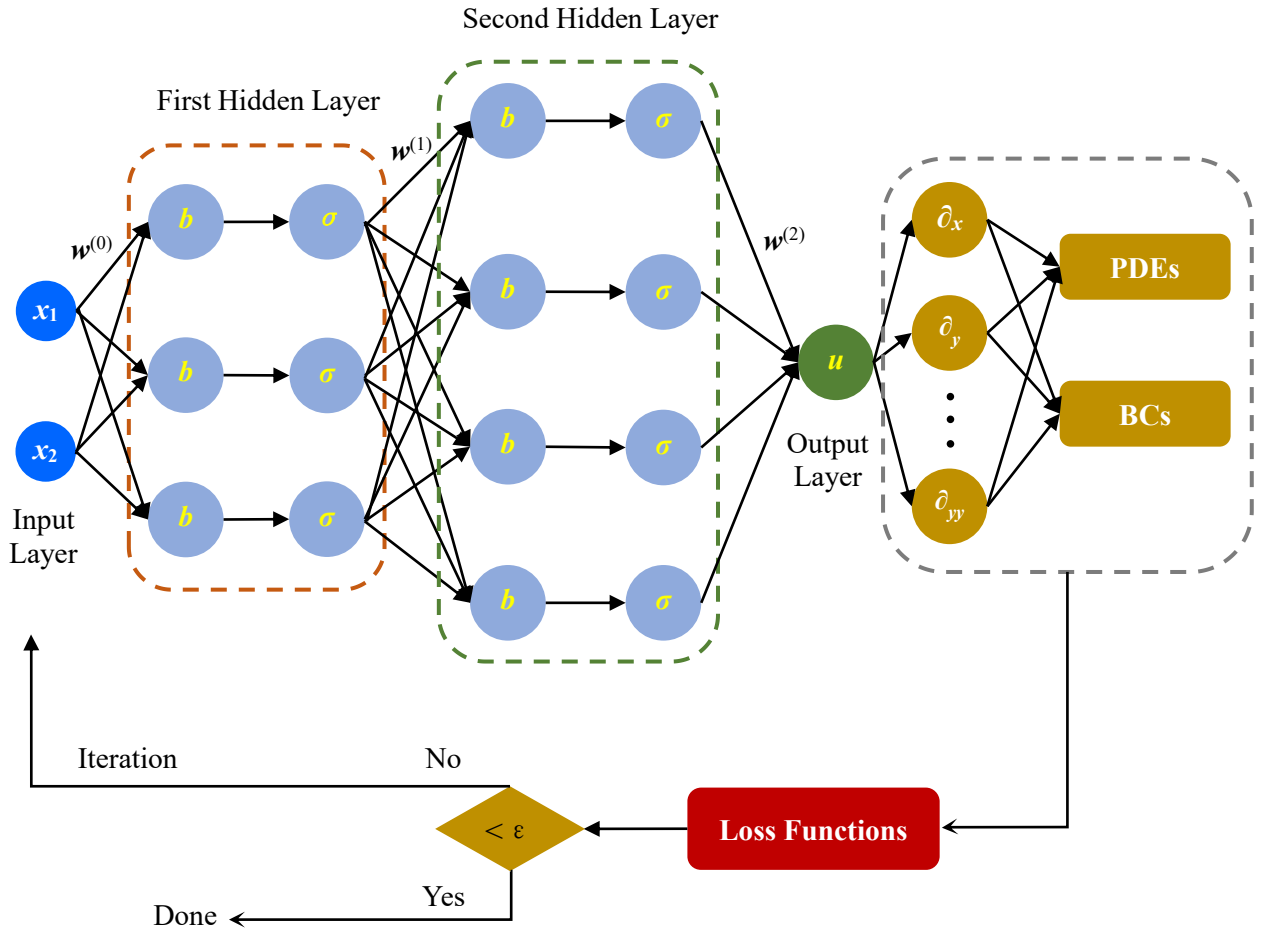 Second Hidden Layer
First Hidden Layer
w(1)
w(0)
w(2)
b σ
b σ
b σ
b σ
b σ
b σ
b σ
x1
x2
u
∂x
∂y
∂yy
PDEs
BCs
Input
Layer
Output
Layer
Iteration
No
< ε
Loss Functions
Yes
Done